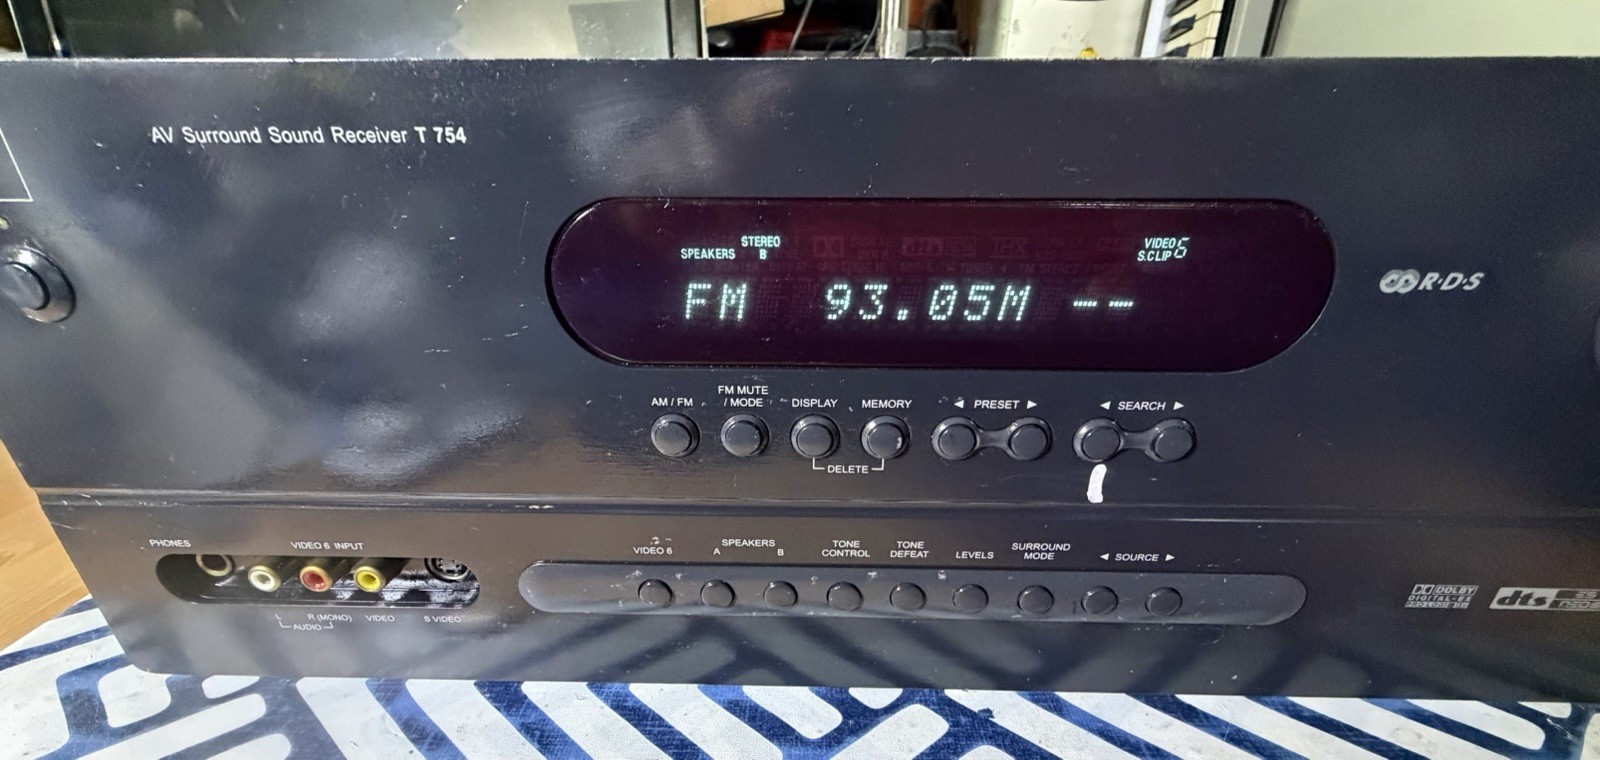 AV Surround Sound Receiver T 754
SPEAKERS
STEREO
B
VIDEO 6
S.CLIP
FM 93.05M --
R·D·S
AM / FM
FM MUTE
/ MODE
DISPLAY
MEMORY
◄ PRESET ►
◄ SEARCH ►
DELETE
PHONES
VIDEO 6 INPUT
L
R (MONO)
AUDIO
VIDEO
S VIDEO
VIDEO 6
SPEAKERS
A
B
TONE
CONTROL
TONE
DEFEAT
LEVELS
SURROUND
MODE
◄ SOURCE ►
DOLBY
DIGITAL·EX
dts
ES